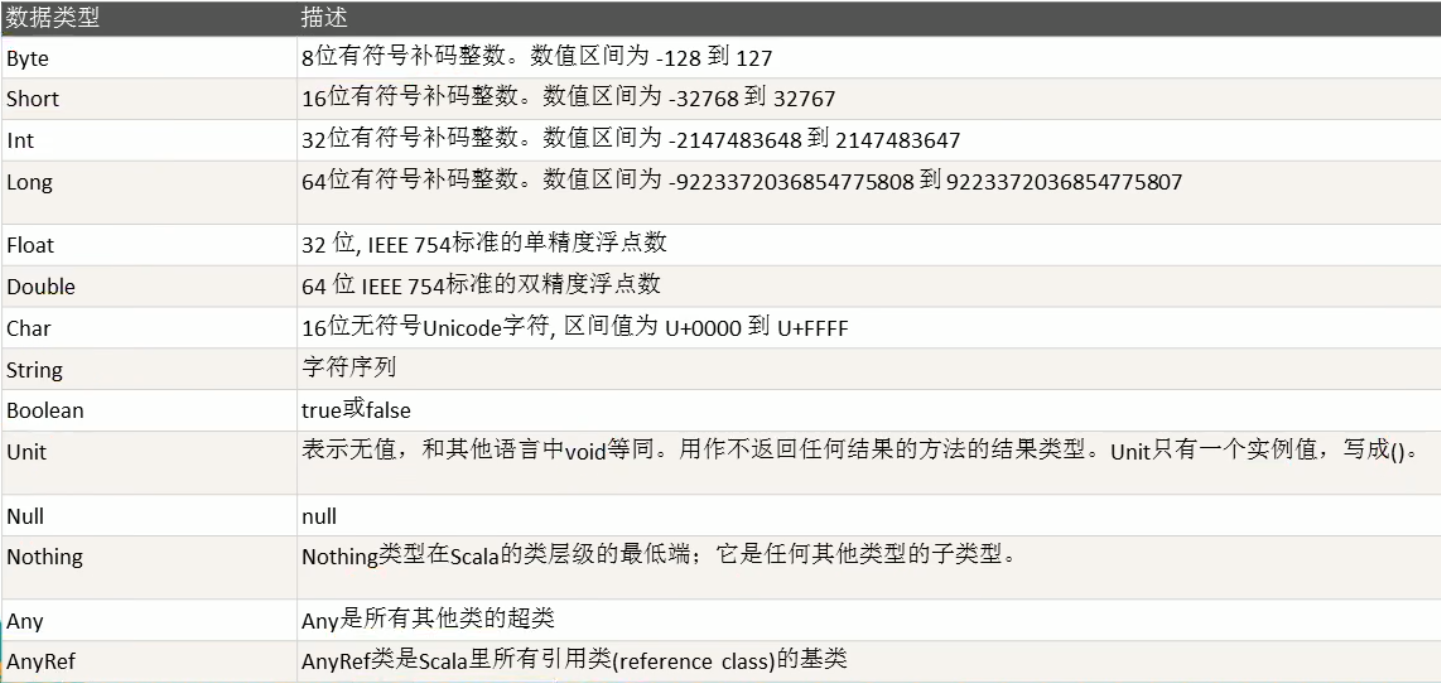 数据类型 描述
Byte 8位有符号补码整数。数值区间为 -128 到 127
Short 16位有符号补码整数。数值区间为 -32768 到 32767
Int 32位有符号补码整数。数值区间为 -2147483648 到 2147483647
Long 64位有符号补码整数。数值区间为 -9223372036854775808 到 9223372036854775807
Float 32 位, IEEE 754标准的单精度浮点数
Double 64 位 IEEE 754标准的双精度浮点数
Char 16位无符号Unicode字符, 区间值为 U+0000 到 U+FFFF
String 字符序列
Boolean true或false
Unit 表示无值，和其他语言中void等同。用作不返回任何结果的方法的结果类型。Unit只有一个实例值，写成()。
Null null
Nothing Nothing类型在Scala的类层级的最低端；它是任何其他类型的子类型。
Any Any是所有其他类的超类
AnyRef AnyRef类是Scala里所有引用类(reference class)的基类